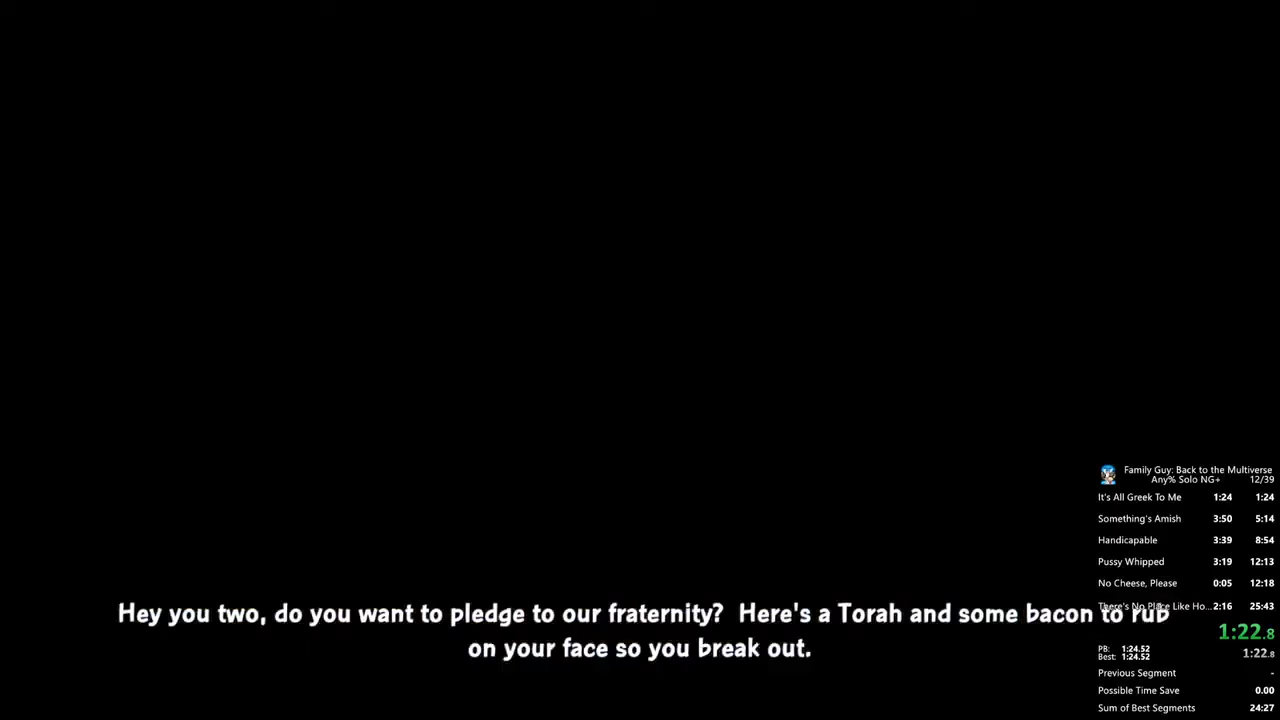 Family Guy: Back to the Multiverse
Any% Solo NG+ 12/39
It's All Greek To Me 1:24 1:24
Something's Amish 3:50 5:14
Handicapable 3:39 8:54
Pussy Whipped 3:19 12:13
No Cheese, Please 0:05 12:18
There's No Place Like Ho... 2:16 25:43
Hey you two, do you want to pledge to our fraternity? Here's a Torah and some bacon to rub
on your face so you break out.
1:22.8
PB: 1:24.52
Best: 1:24.52 1:22.8
Previous Segment -
Possible Time Save 0.00
Sum of Best Segments 24:27